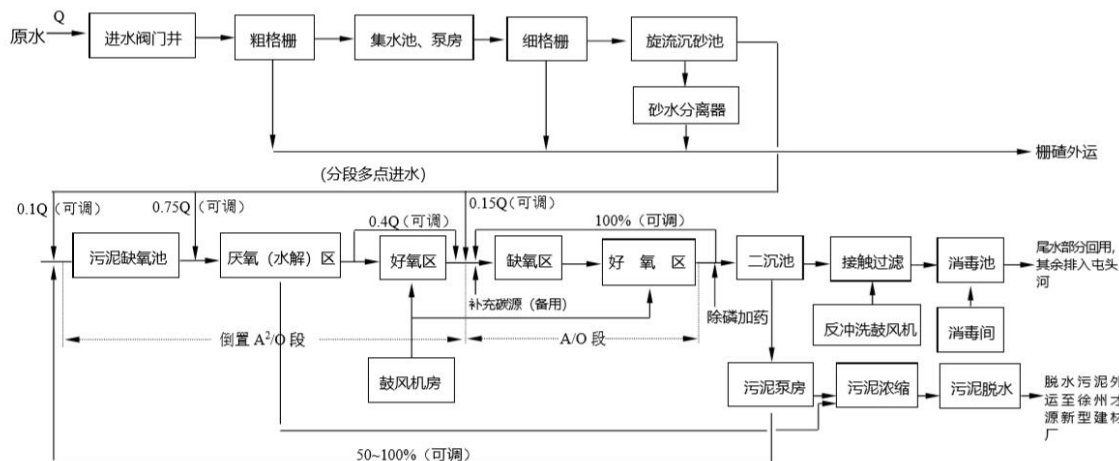 Q
原水
进水阀门井
粗格栅
集水池、泵房
细格栅
旋流沉砂池
砂水分离器
栅碴外运
(分段多点进水)
0.1Q（可调）
0.75Q（可调）
0.4Q（可调）
0.15Q（可调）
100%（可调）
污泥缺氧池
厌氧（水解）区
好氧区
缺氧区
好 氧 区
二沉池
接触过滤
消毒池
尾水部分回用，
其余排入屯头
河
补充碳源（备用）
除磷加药
反冲洗鼓风机
消毒间
倒置 A²/O 段
A/O 段
鼓风机房
污泥泵房
污泥浓缩
污泥脱水
脱水污泥外
运至徐州才
源新型建材
厂
50~100%（可调）